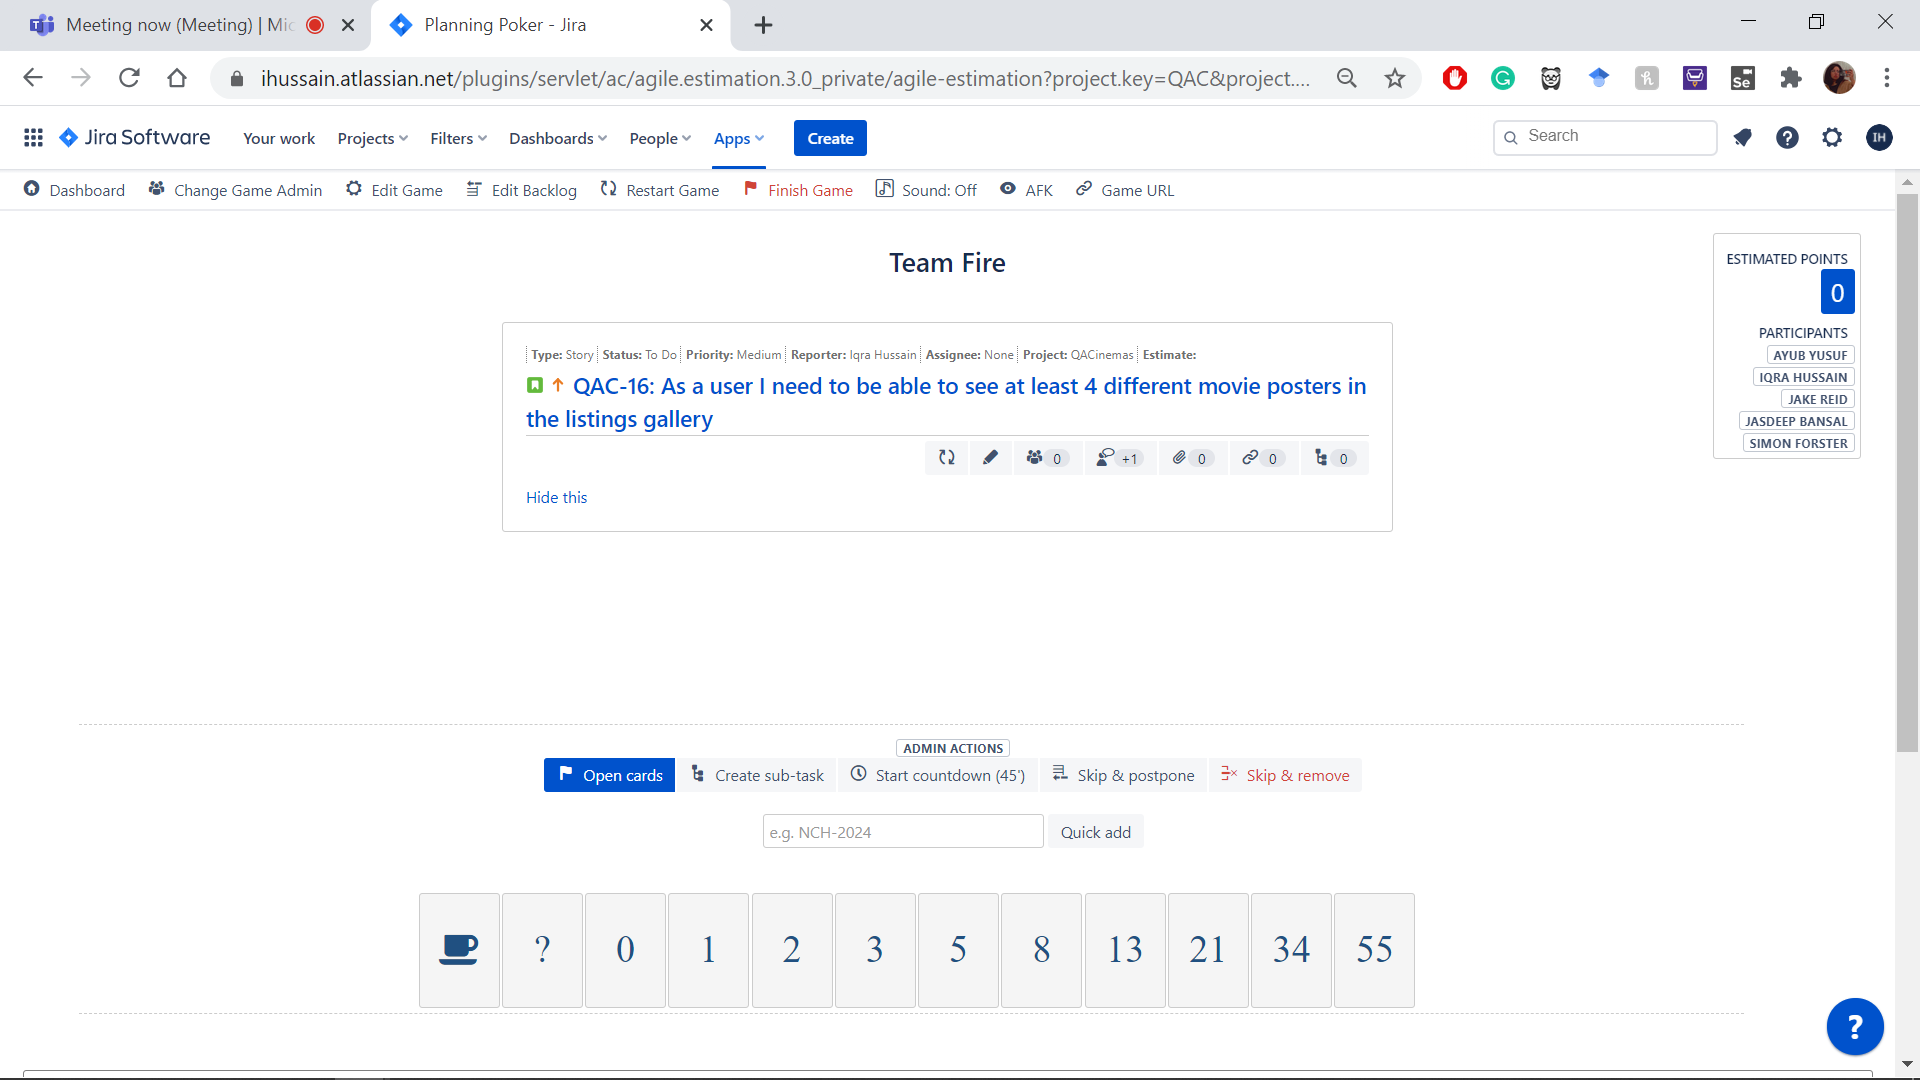 Meeting now (Meeting) | Mic
Planning Poker - Jira
ihussain.atlassian.net/plugins/servlet/ac/agile.estimation.3.0_private/agile-estimation?project.key=QAC&project....
Jira Software
Your work
Projects
Filters
Dashboards
People
Apps
Create
Search
IH
Dashboard
Change Game Admin
Edit Game
Edit Backlog
Restart Game
Finish Game
Sound: Off
AFK
Game URL
Team Fire
ESTIMATED POINTS
0
PARTICIPANTS
AYUB YUSUF
IQRA HUSSAIN
JAKE REID
JASDEEP BANSAL
SIMON FORSTER
Type: Story Status: To Do Priority: Medium Reporter: Iqra Hussain Assignee: None Project: QACinemas Estimate:
QAC-16: As a user I need to be able to see at least 4 different movie posters in
the listings gallery
0 +1 0 0 0
Hide this
ADMIN ACTIONS
Open cards
Create sub-task
Start countdown (45')
Skip & postpone
Skip & remove
e.g. NCH-2024
Quick add
? 0 1 2 3 5 8 13 21 34 55
?